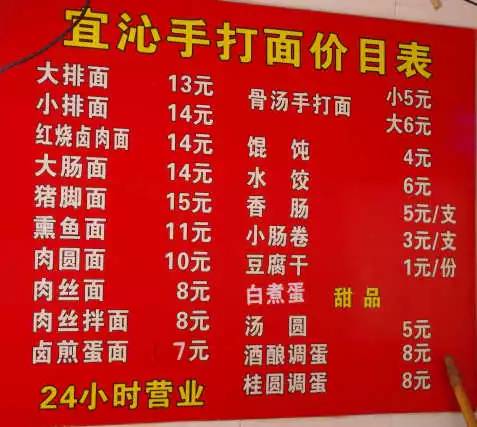 宜沁手打面价目表
大排面 13元
小排面 14元
红烧卤肉面 14元
大肠面 14元
猪脚面 15元
熏鱼面 11元
肉圆面 10元
肉丝面 8元
肉丝拌面 8元
卤煎蛋面 7元
24小时营业
骨汤手打面 小5元
大6元
馄饨 4元
水饺 6元
香肠 5元/支
小肠卷 3元/支
豆腐干 1元/份
白煮蛋
甜品
汤圆 5元
酒酿调蛋 8元
桂圆调蛋 8元